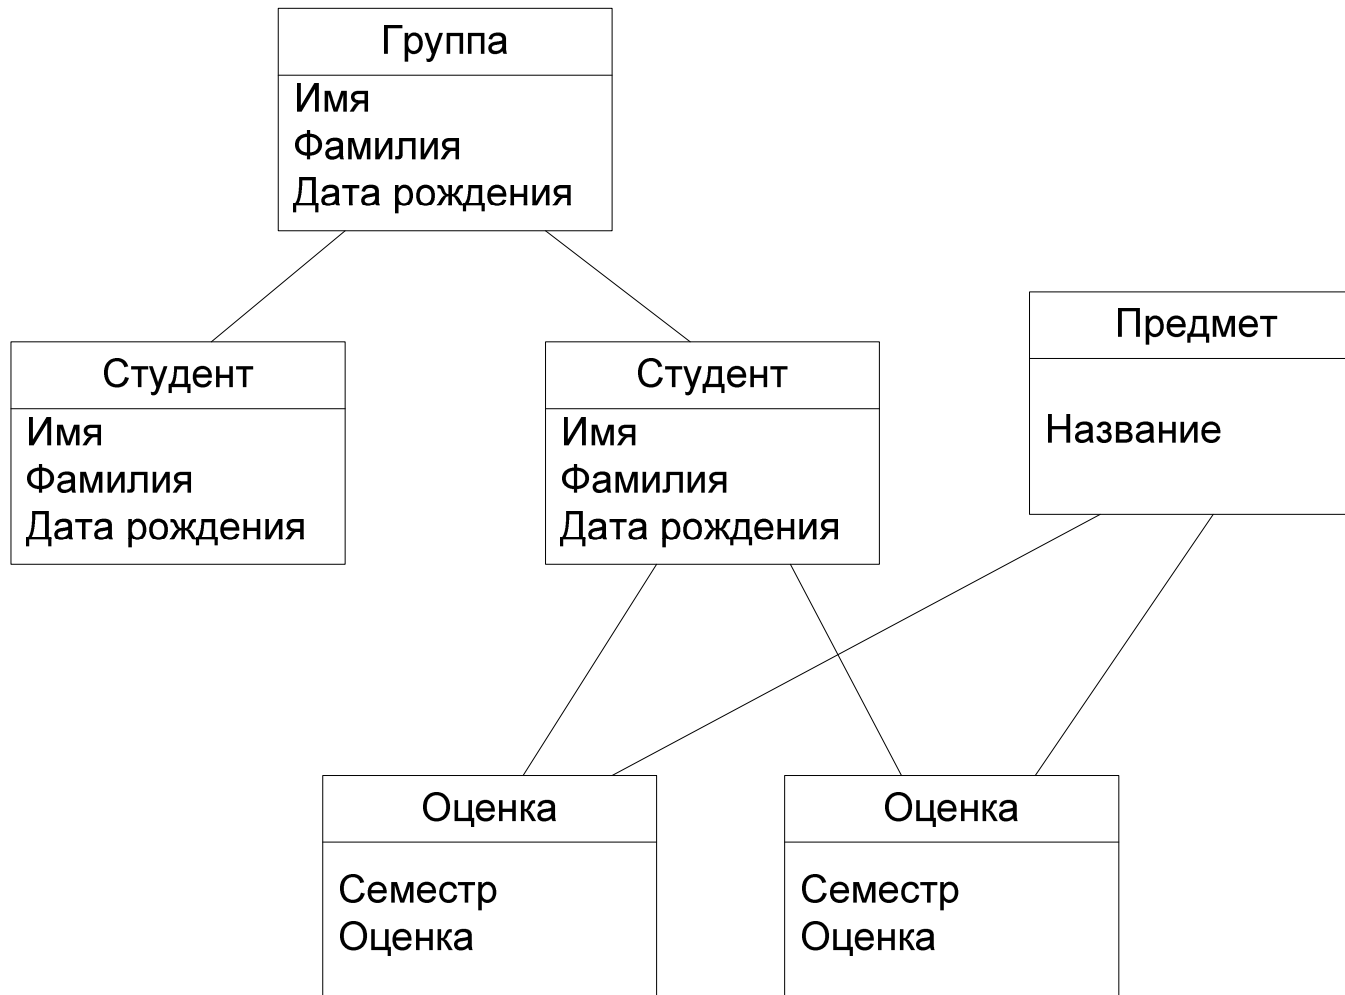 Группа
Имя
Фамилия
Дата рождения
Студент
Имя
Фамилия
Дата рождения
Студент
Имя
Фамилия
Дата рождения
Предмет
Название
Оценка
Семестр
Оценка
Оценка
Семестр
Оценка